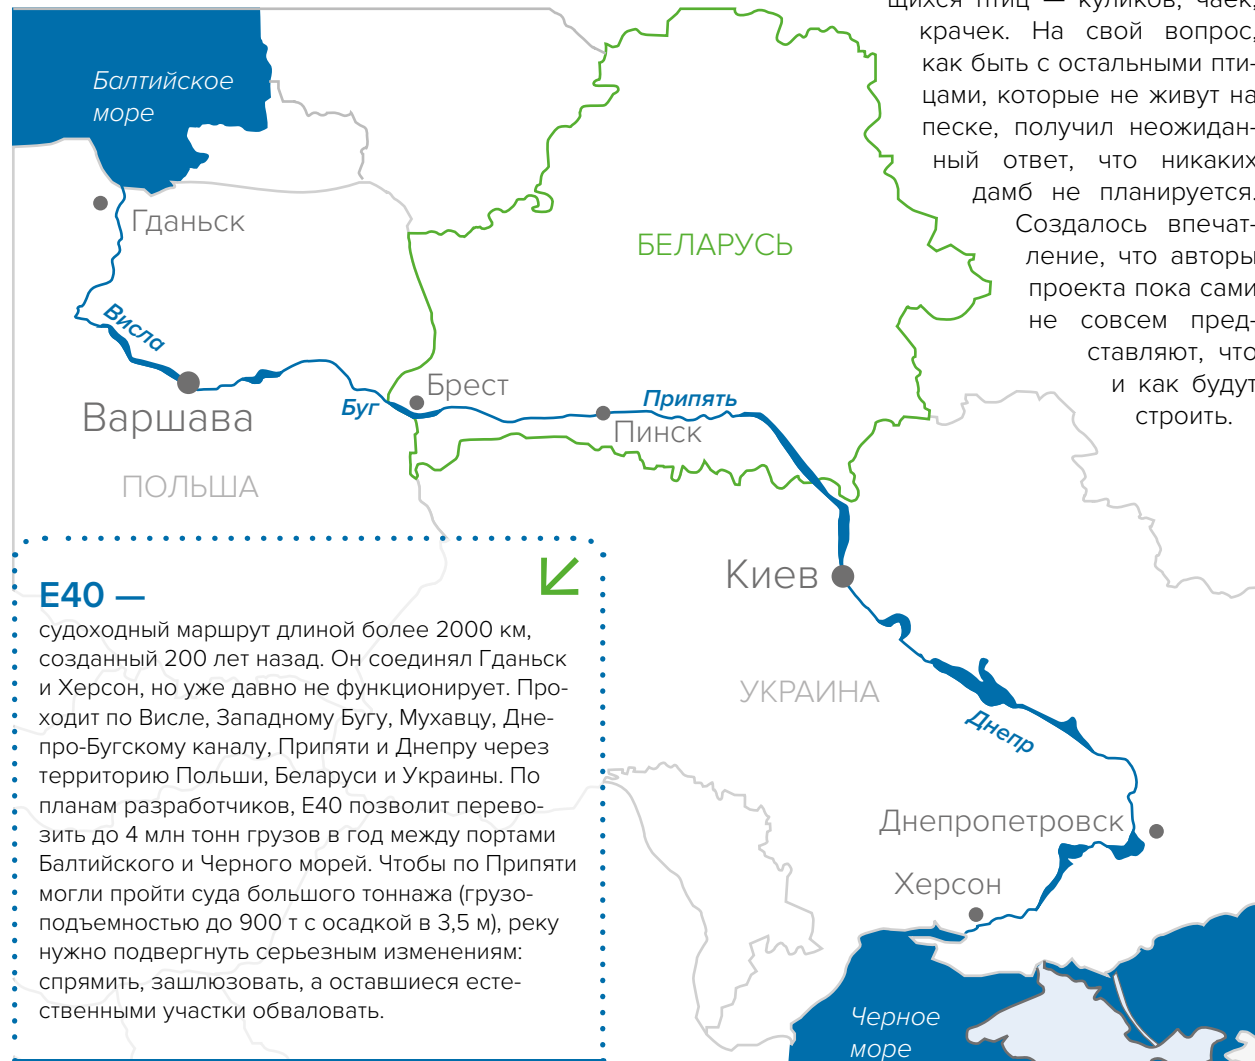 щихся птиц — куликов, чаек,
крачек. На свой вопрос,
как быть с остальными пти-
цами, которые не живут на
песке, получил неожидан-
ный ответ, что никаких
дамб не планируется.
Создалось впечат-
ление, что авторы
проекта пока сами
не совсем пред-
ставляют, что
и как будут
строить.
Балтийское
море
Гданьск
БЕЛАРУСЬ
Висла
Варшава
Брест
Буг
Припять
Пинск
ПОЛЬША
Киев
УКРАИНА
Днепр
Днепропетровск
Херсон
Черное
море
E40 —
судоходный маршрут длиной более 2000 км,
созданный 200 лет назад. Он соединял Гданьск
и Херсон, но уже давно не функционирует. Про-
ходит по Висле, Западному Бугу, Мухавцу, Дне-
про-Бугскому каналу, Припяти и Днепру через
территорию Польши, Беларуси и Украины. По
планам разработчиков, E40 позволит перево-
зить до 4 млн тонн грузов в год между портами
Балтийского и Черного морей. Чтобы по Припяти
могли пройти суда большого тоннажа (грузо-
подъемностью до 900 т с осадкой в 3,5 м), реку
нужно подвергнуть серьезным изменениям:
спрямить, зашлюзовать, а оставшиеся есте-
ственными участки обваловать.